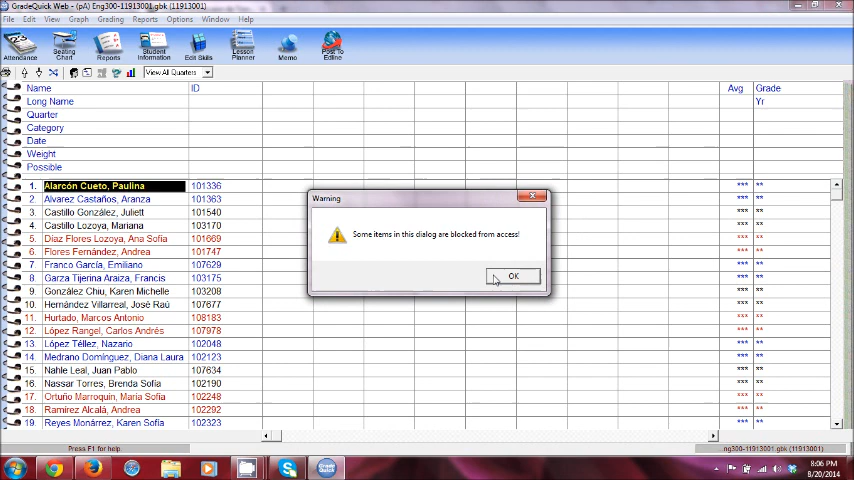 GradeQuick Web - (pA) Eng300-11913001.gbk (11913001)
File Edit View Graph Grading Reports Options Window Help
Attendance Seating Chart Reports Student Information Edit Skills Lesson Planner Memo Post To Edline
View All Quarters
Name ID Avg Grade
Long Name Yr
Quarter
Category
Date
Weight
Possible
1. Alarcón Cueto, Paulina 101336 *** **
2. Alvarez Castaños, Aranza 101363 *** **
3. Castillo González, Juliett 101540 *** **
4. Castillo Lozoya, Mariana 103170 *** **
5. Díaz Flores Lozoya, Ana Sofía 101669 *** **
6. Flores Fernández, Andrea 101747 *** **
7. Franco García, Emiliano 107629 *** **
8. Garza Tijerina Araiza, Francis 103175 *** **
9. González Chiu, Karen Michelle 103208 *** **
10. Hernández Villarreal, José Raú 107677 *** **
11. Hurtado, Marcos Antonio 108183 *** **
12. López Rangel, Carlos Andrés 107978 *** **
13. López Téllez, Nazario 102048 *** **
14. Medrano Domínguez, Diana Laura 102123 *** **
15. Nahle Leal, Juan Pablo 107634 *** **
16. Nassar Torres, Brenda Sofía 102190 *** **
17. Ortuño Marroquín, María Sofía 102248 *** **
18. Ramírez Alcalá, Andrea 102292 *** **
19. Reyes Monárrez, Karen Sofía 102323 *** **
Warning
Some items in this dialog are blocked from access!
OK
Press F1 for help
...ng300-11913001.gbk (11913001)
Grade Quick
8:06 PM
8/20/2014